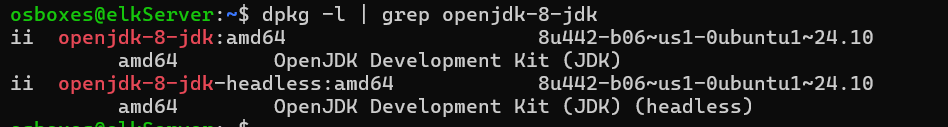 osboxes@elkServer:~$ dpkg -l | grep openjdk-8-jdk
ii  openjdk-8-jdk:amd64                    8u442-b06~us1-0ubuntu1~24.10
         amd64        OpenJDK Development Kit (JDK)
ii  openjdk-8-jdk-headless:amd64           8u442-b06~us1-0ubuntu1~24.10
         amd64        OpenJDK Development Kit (JDK) (headless)